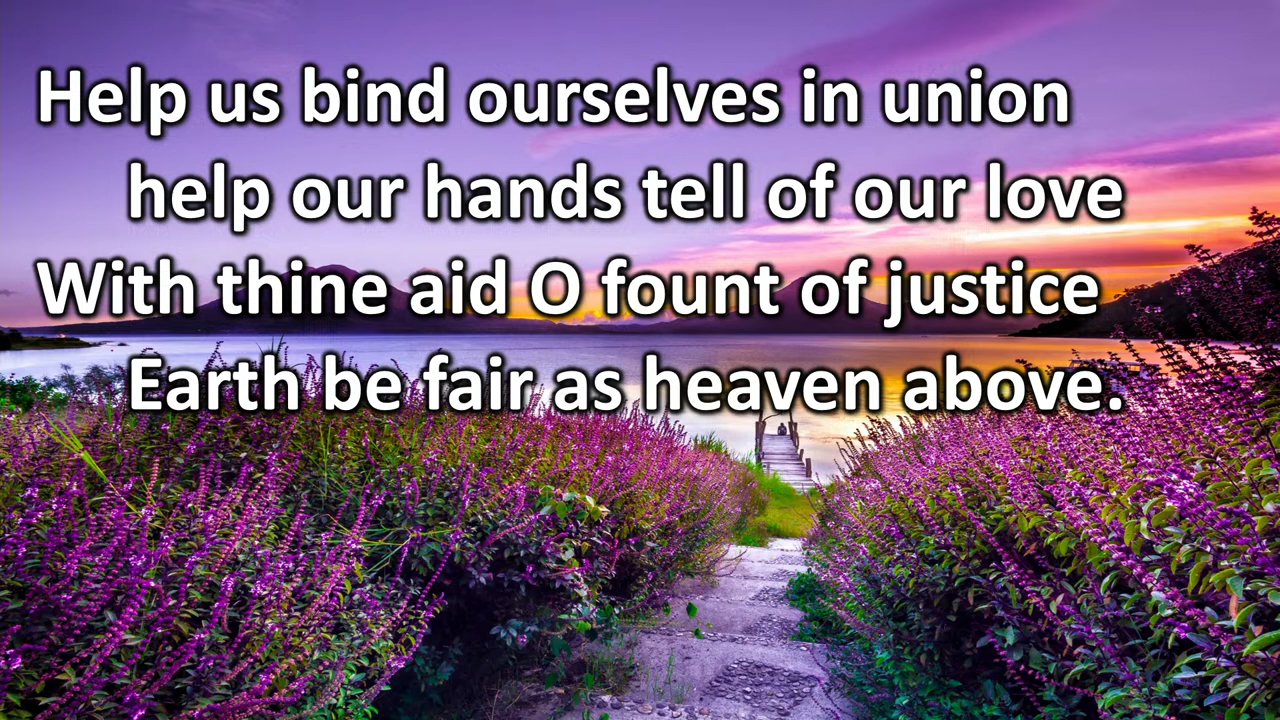 Help us bind ourselves in union
help our hands tell of our love
With thine aid O fount of justice
Earth be fair as heaven above.